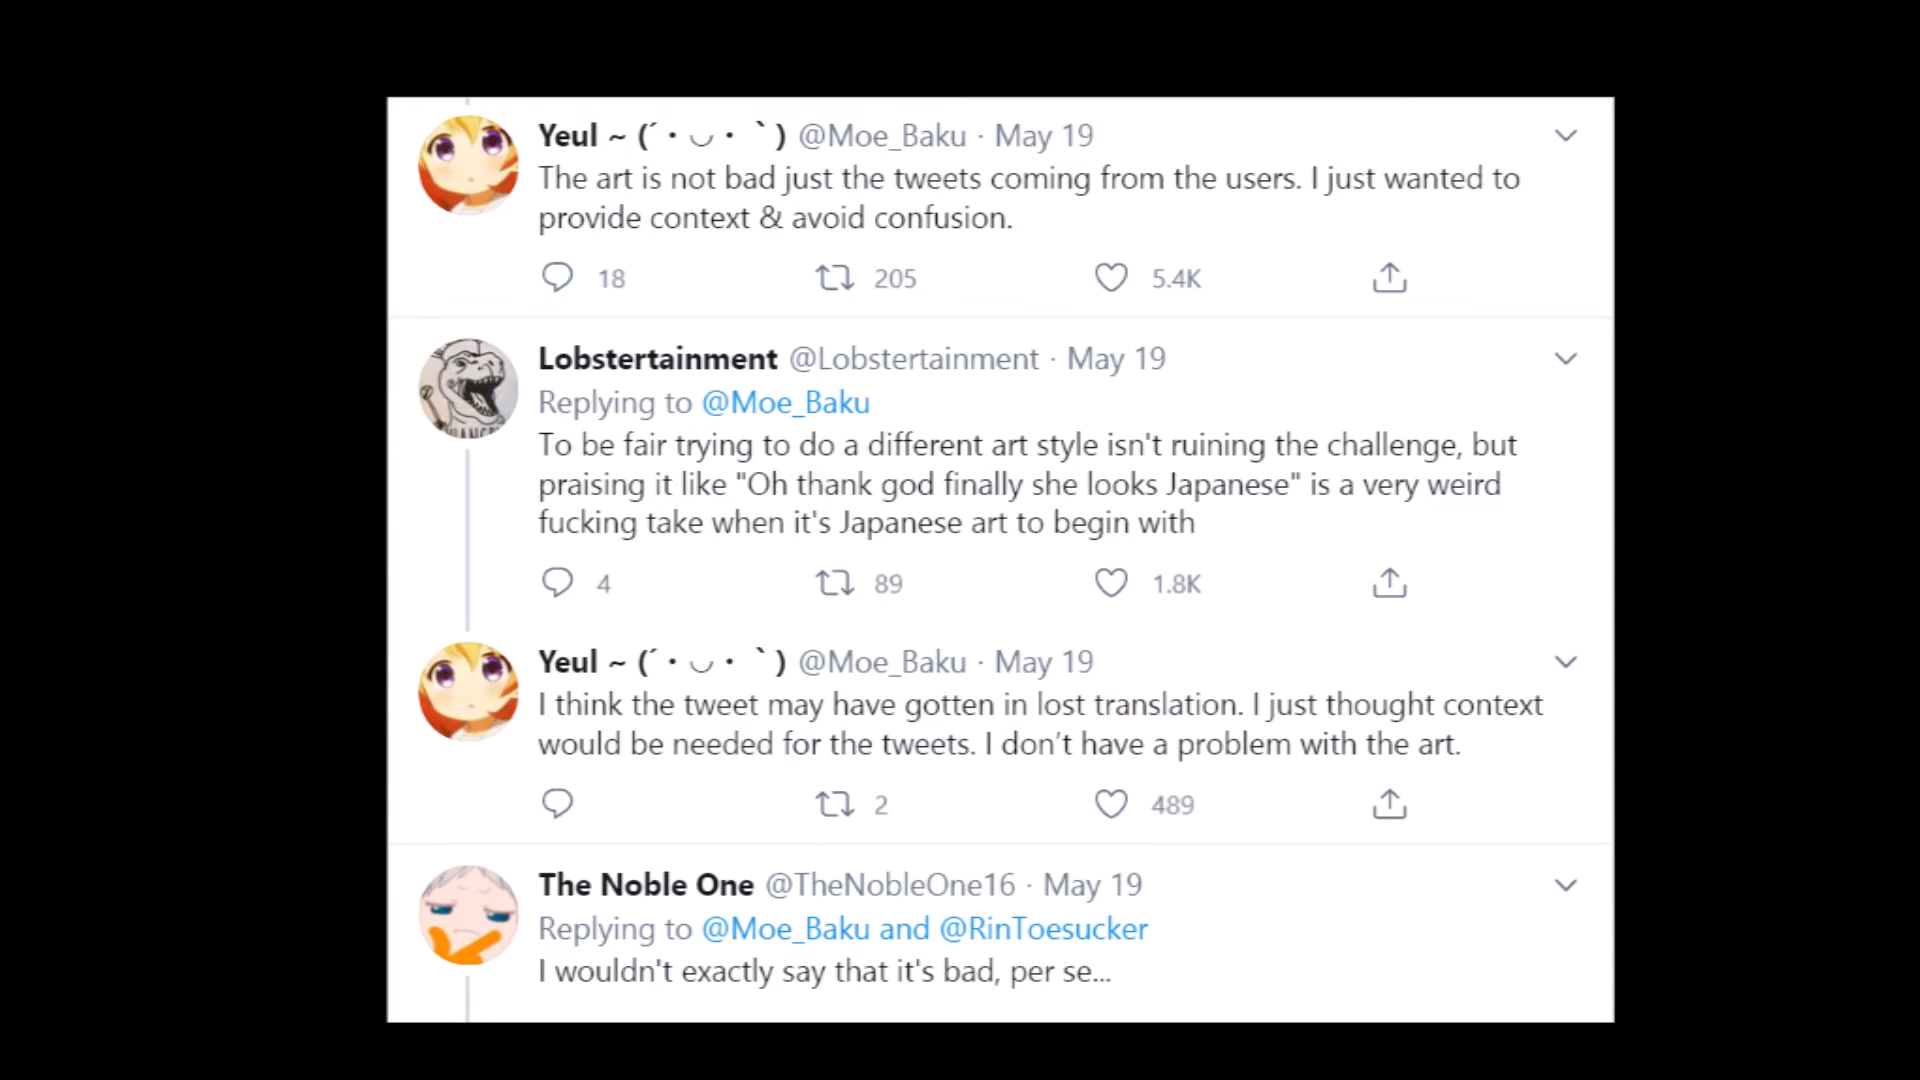 Yeul ~ (´・◡・｀) @Moe_Baku · May 19
The art is not bad just the tweets coming from the users. I just wanted to
provide context & avoid confusion.
18 205 5.4K
Lobstertainment @Lobstertainment · May 19
Replying to @Moe_Baku
To be fair trying to do a different art style isn't ruining the challenge, but
praising it like "Oh thank god finally she looks Japanese" is a very weird
fucking take when it's Japanese art to begin with
4 89 1.8K
Yeul ~ (´・◡・｀) @Moe_Baku · May 19
I think the tweet may have gotten in lost translation. I just thought context
would be needed for the tweets. I don’t have a problem with the art.
2 489
The Noble One @TheNobleOne16 · May 19
Replying to @Moe_Baku and @RinToesucker
I wouldn't exactly say that it's bad, per se...